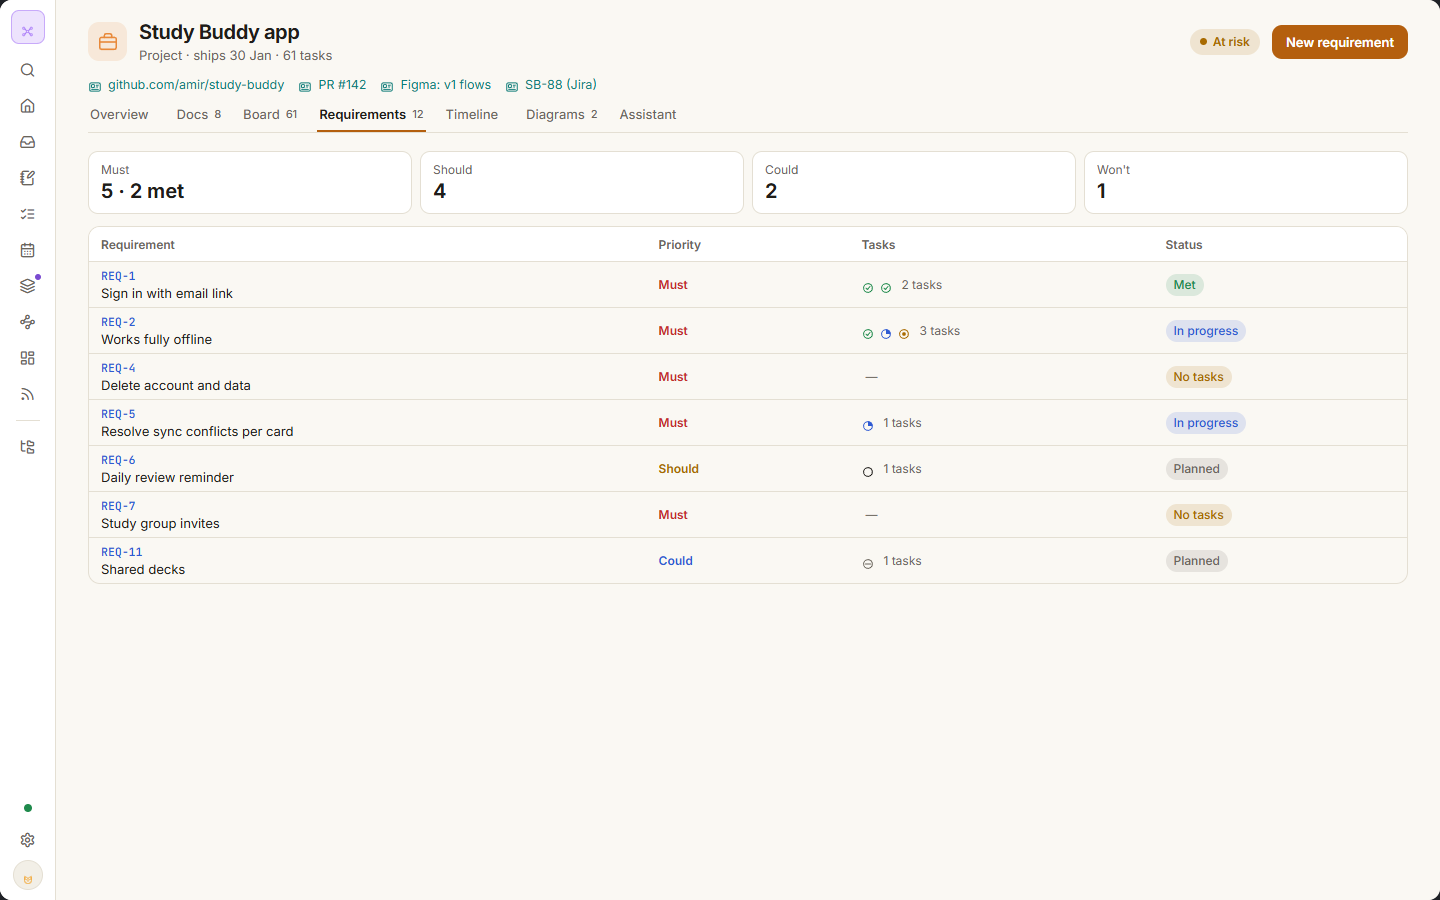 Study Buddy app
Project · ships 30 Jan · 61 tasks
At risk
New requirement
github.com/amir/study-buddy PR #142 Figma: v1 flows SB-88 (Jira)
Overview Docs 8 Board 61 Requirements 12 Timeline Diagrams 2 Assistant
Must Should Could Won't
5 · 2 met 4 2 1
Requirement Priority Tasks Status
REQ-1
Sign in with email link Must 2 tasks Met
REQ-2
Works fully offline Must 3 tasks In progress
REQ-4
Delete account and data Must — No tasks
REQ-5
Resolve sync conflicts per card Must 1 tasks In progress
REQ-6
Daily review reminder Should 1 tasks Planned
REQ-7
Study group invites Must — No tasks
REQ-11
Shared decks Could 1 tasks Planned